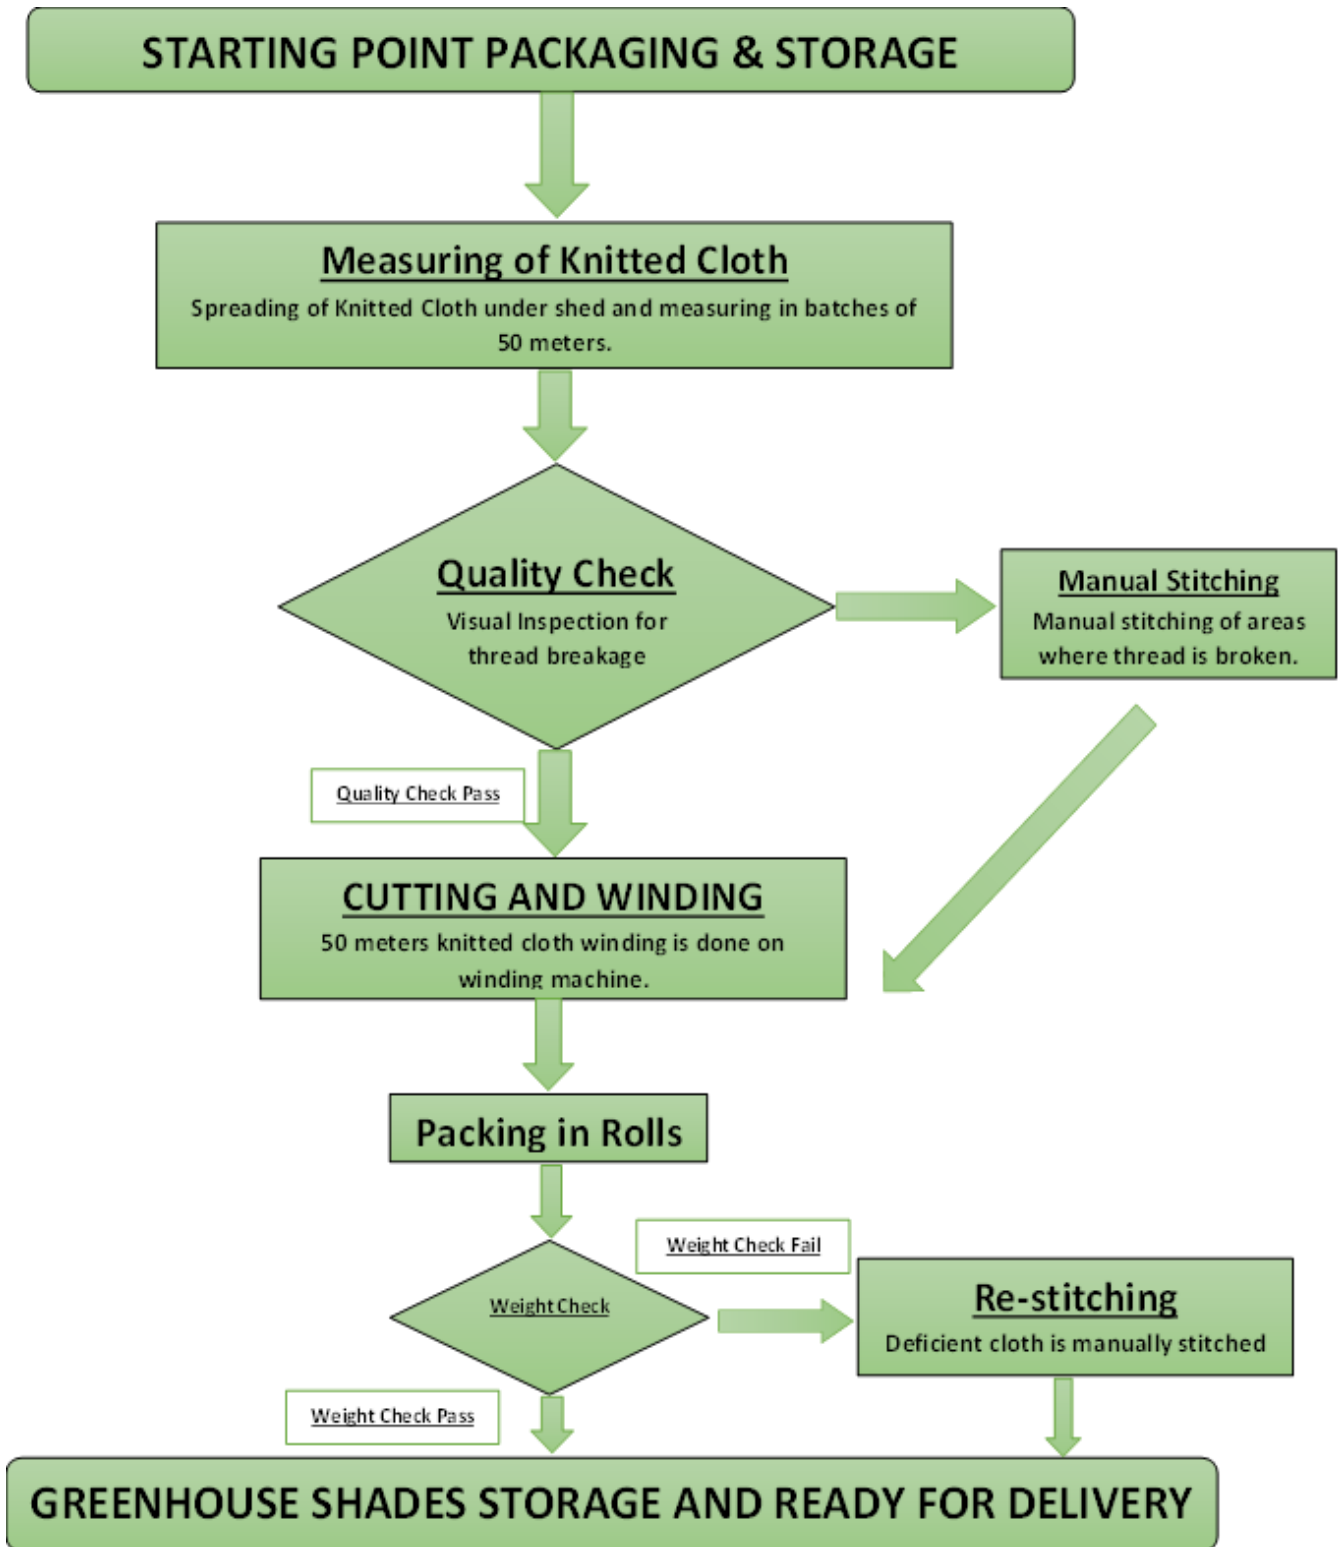 STARTING POINT PACKAGING & STORAGE
Measuring of Knitted Cloth
Spreading of Knitted Cloth under shed and measuring in batches of
50 meters.
Quality Check
Visual Inspection for
thread breakage
Manual Stitching
Manual stitching of areas
where thread is broken.
Quality Check Pass
CUTTING AND WINDING
50 meters knitted cloth winding is done on
winding machine.
Packing in Rolls
Weight Check Fail
Weight Check
Re-stitching
Deficient cloth is manually stitched
Weight Check Pass
GREENHOUSE SHADES STORAGE AND READY FOR DELIVERY